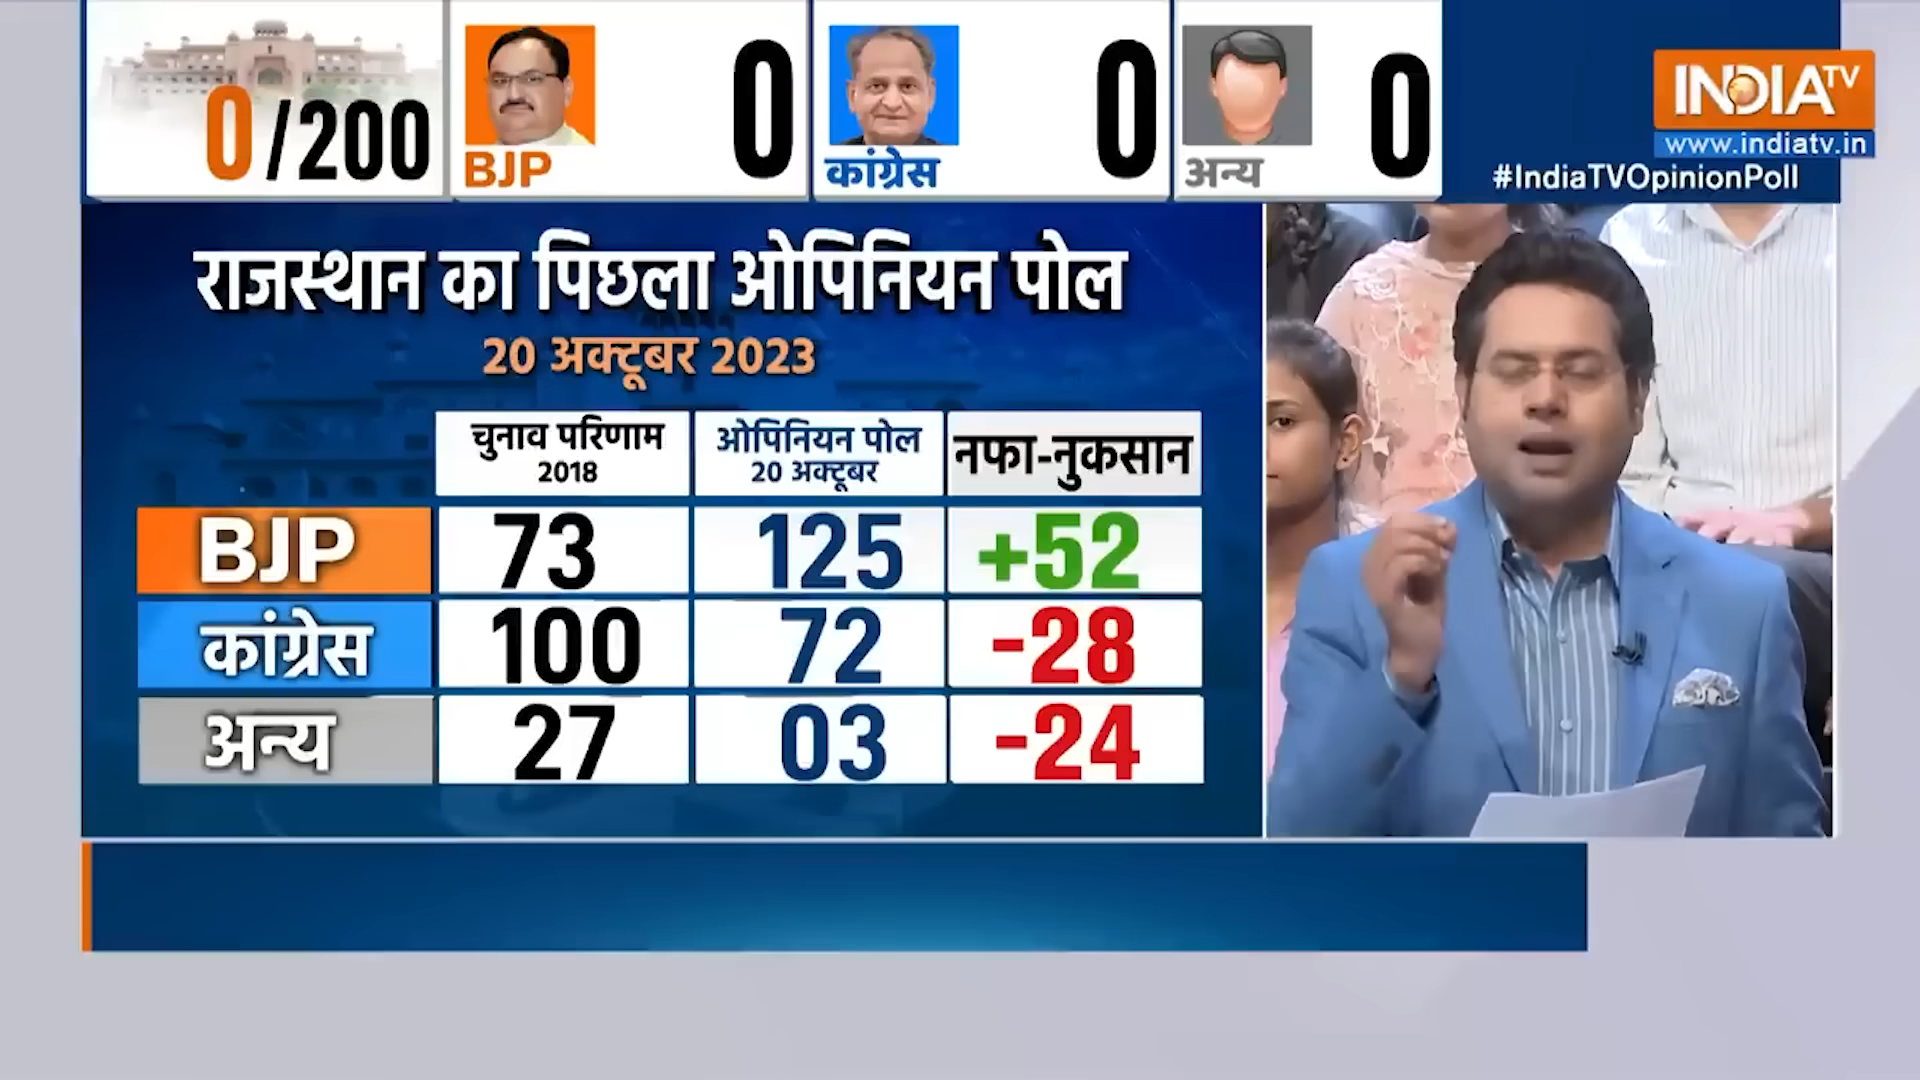 0/200
BJP 0
कांग्रेस 0
अन्य 0
INDIA TV
www.indiatv.in
#IndiaTVOpinionPoll
राजस्थान का पिछला ओपिनियन पोल
20 अक्टूबर 2023
चुनाव परिणाम
2018
ओपिनियन पोल
20 अक्टूबर
नफा-नुकसान
BJP 73 125 +52
कांग्रेस 100 72 -28
अन्य 27 03 -24